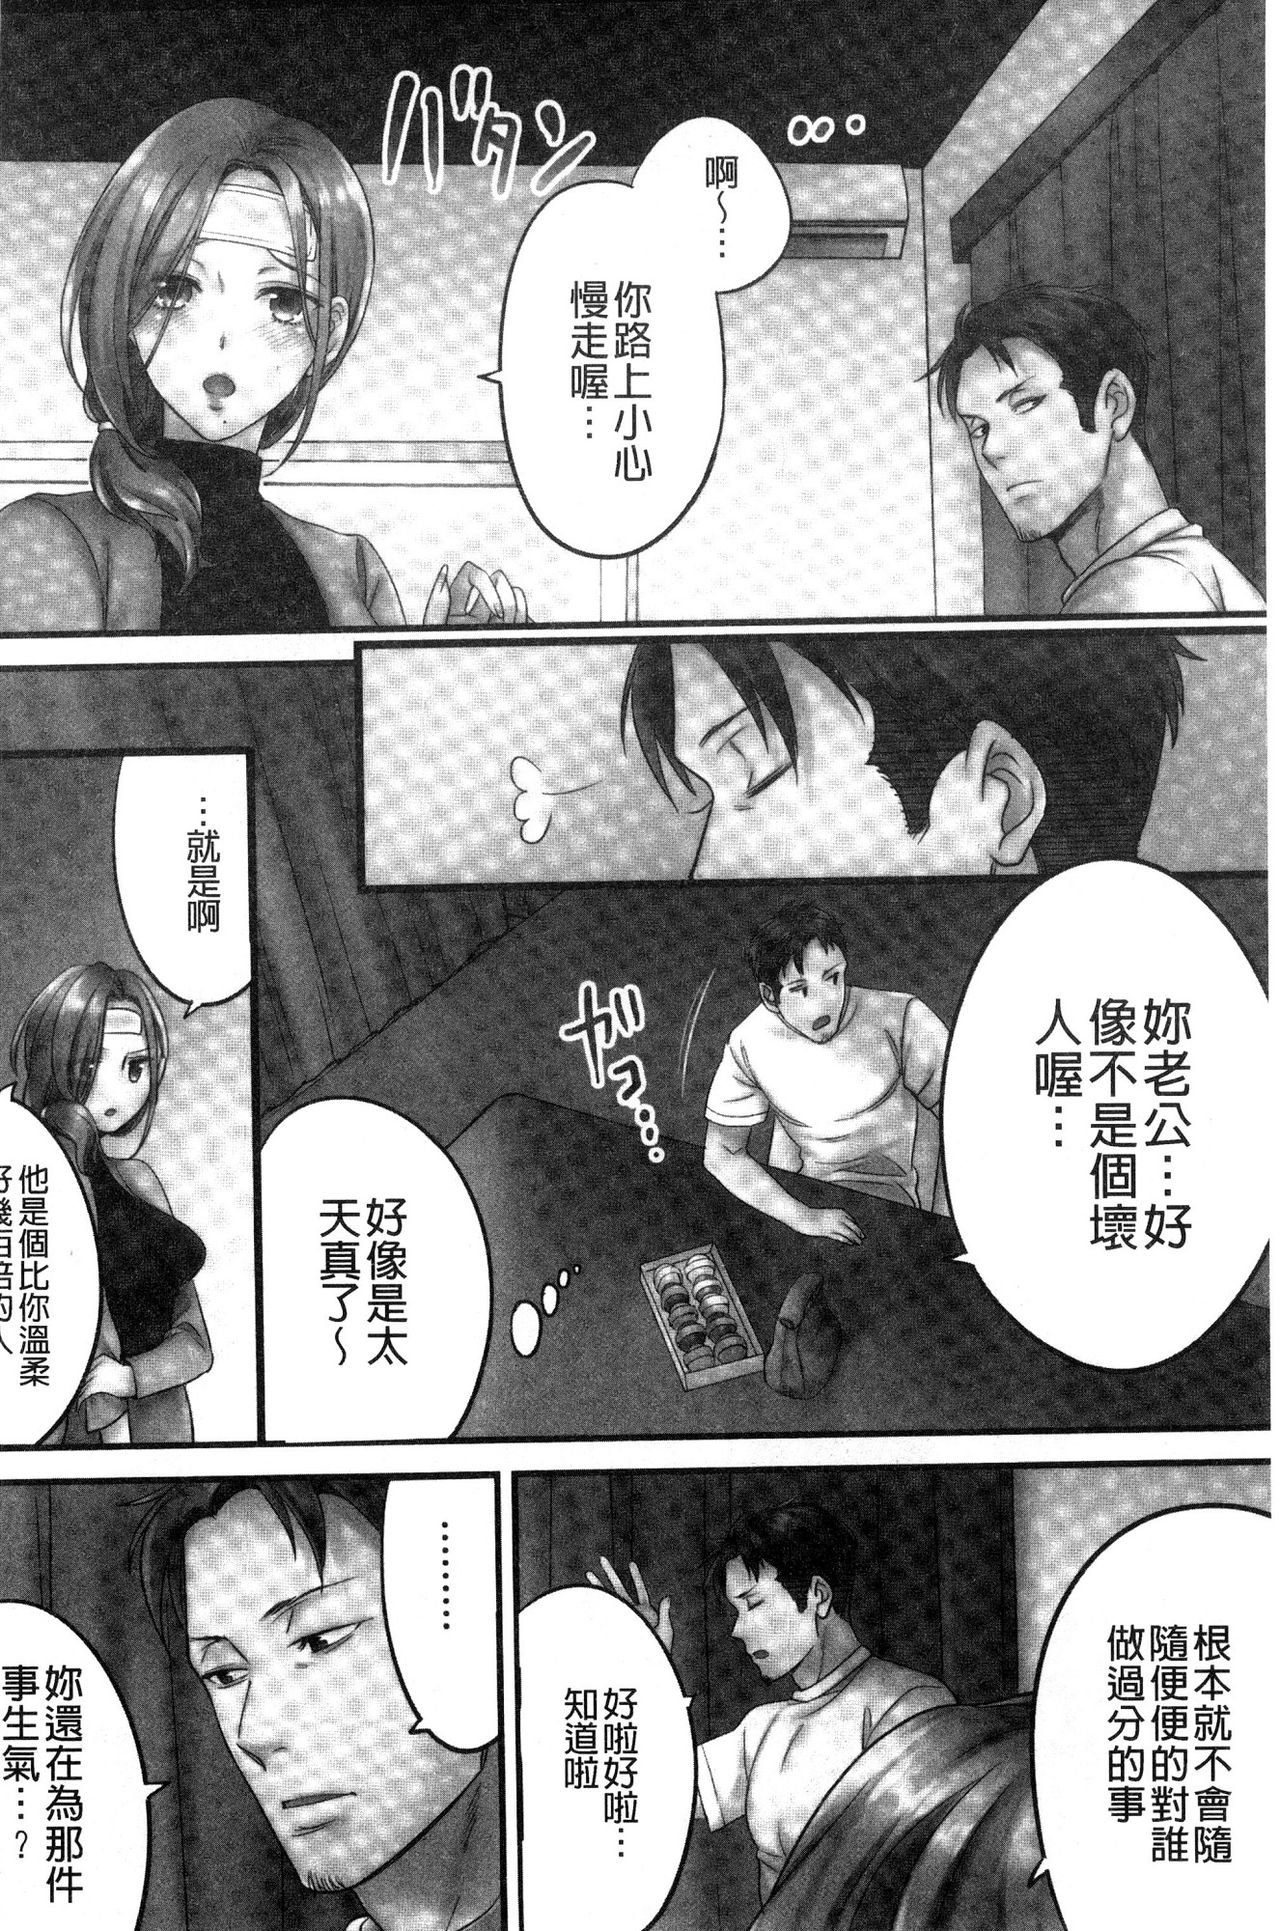 バタン
啊～…
你路上小心
慢走喔…
妳老公…好
像不是個壞
人喔…
ガコ…
好像是太
天真了～
…就是啊
他是個比你溫柔
好幾百倍的人
根本就不會隨
隨便便的對誰
做過分的事
好啦好啦…
知道啦
………
妳還在為那件
事生氣…?